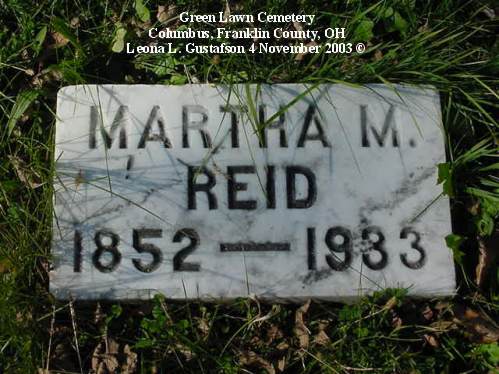 Green Lawn Cemetery
Columbus, Franklin County, OH
Leona L. Gustafson 4 November 2003 ©
MARTHA M.
REID
1852 — 1933